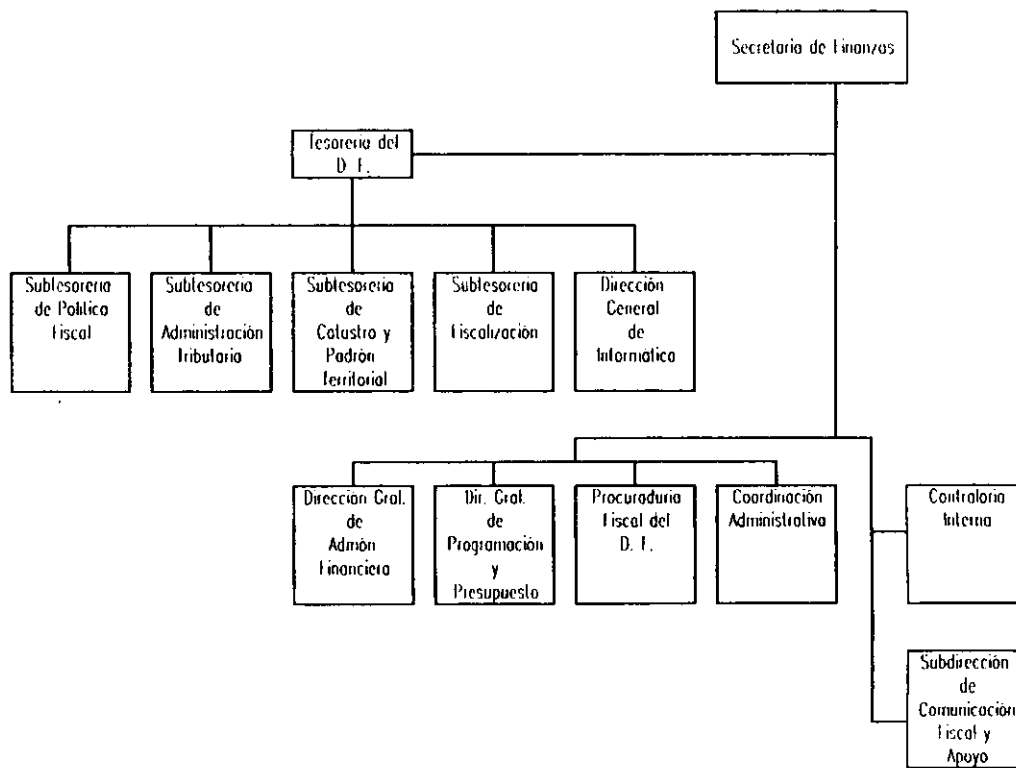 Secretaria de Finanzas
Tesoreria del
D. F.
Subtesoreria
de Politica
Fiscal
Subtesoreria
de
Administración
Tributaria
Subtesoreria
de
Catastro y
Padrón
Territorial
Subtesoreria
de
Fiscalización
Dirección
General
de
Informática
Dirección Gral.
de
Admón
Financiera
Dir. Gral.
de
Programación
y
Presupuesto
Procuraduria
Fiscal del
D. F.
Coordinación
Administrativa
Contraloria
Interna
Subdirección
de
Comunicación
Fiscal y
Apoyo